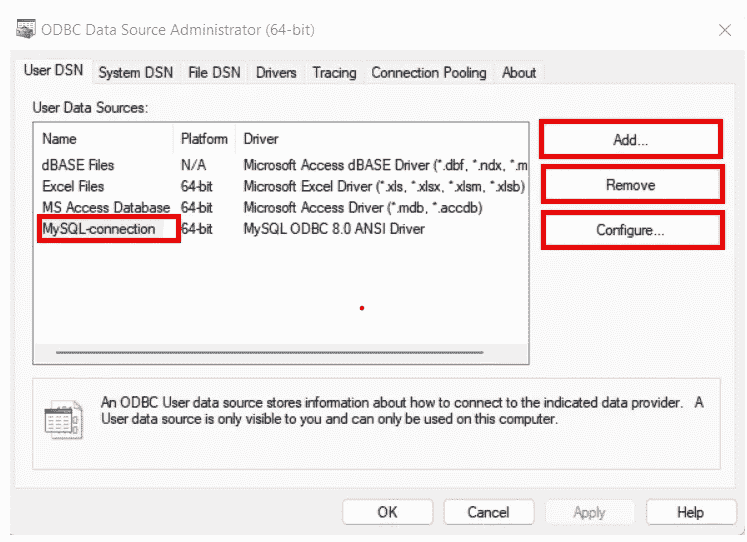 ODBC Data Source Administrator (64-bit)
User DSN System DSN File DSN Drivers Tracing Connection Pooling About
User Data Sources:
Name Platform Driver
dBASE Files N/A Microsoft Access dBASE Driver (*.dbf, *.ndx, *.m
Excel Files 64-bit Microsoft Excel Driver (*.xls, *.xlsx, *.xlsm, *.xlsb)
MS Access Database 64-bit Microsoft Access Driver (*.mdb, *.accdb)
MySQL-connection 64-bit MySQL ODBC 8.0 ANSI Driver
Add...
Remove
Configure...
An ODBC User data source stores information about how to connect to the indicated data provider. A
User data source is only visible to you and can only be used on this computer.
OK Cancel Apply Help